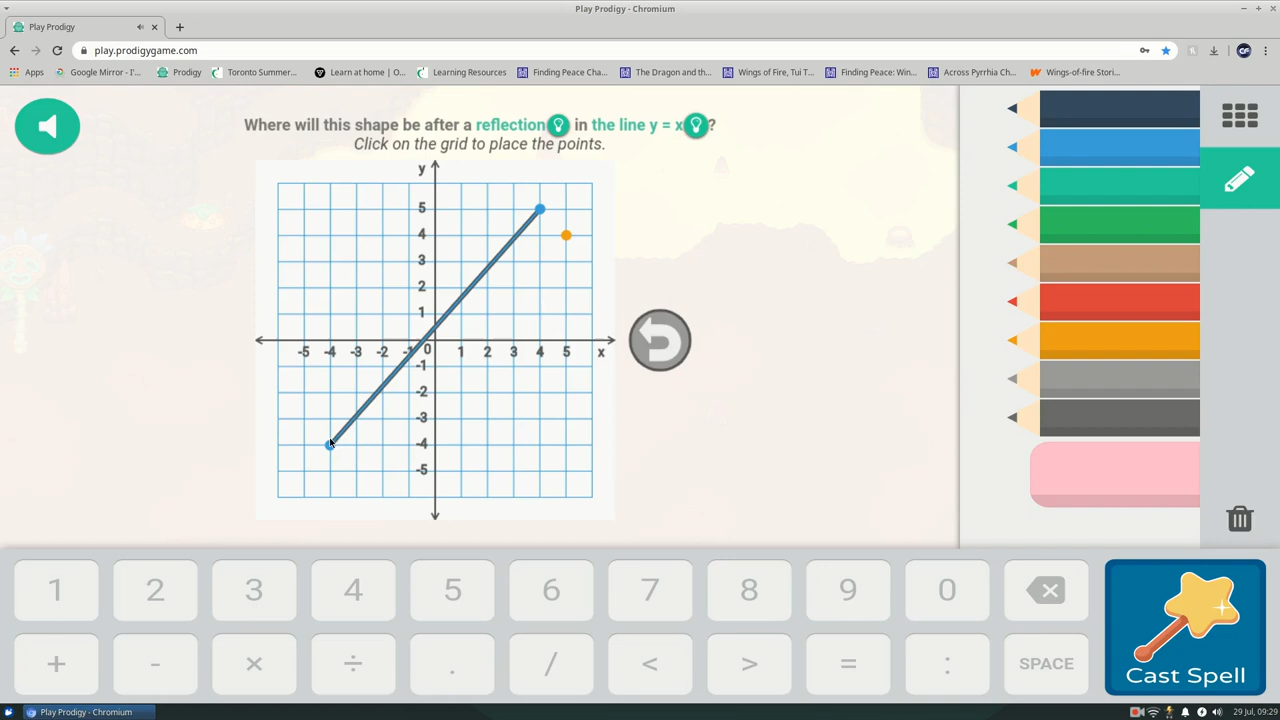 Play Prodigy - Chromium
Play Prodigy
play.prodigygame.com
Apps Google Mirror - I'... Prodigy Toronto Summer... Learn at home | O... Learning Resources Finding Peace Cha... The Dragon and th... Wings of Fire, Tui T... Finding Peace: Win... Across Pyrrhia Ch... Wings-of-fire Stori...
Where will this shape be after a reflection in the line y = x ?
Click on the grid to place the points.
y
5
4
3
2
1
-5 -4 -3 -2 -1 0 1 2 3 4 5 x
-1
-2
-3
-4
-5
1 2 3 4 5 6 7 8 9 0
+ - × ÷ . / < > = : SPACE
Cast Spell
Play Prodigy - Chromium
29 Jul, 09:29